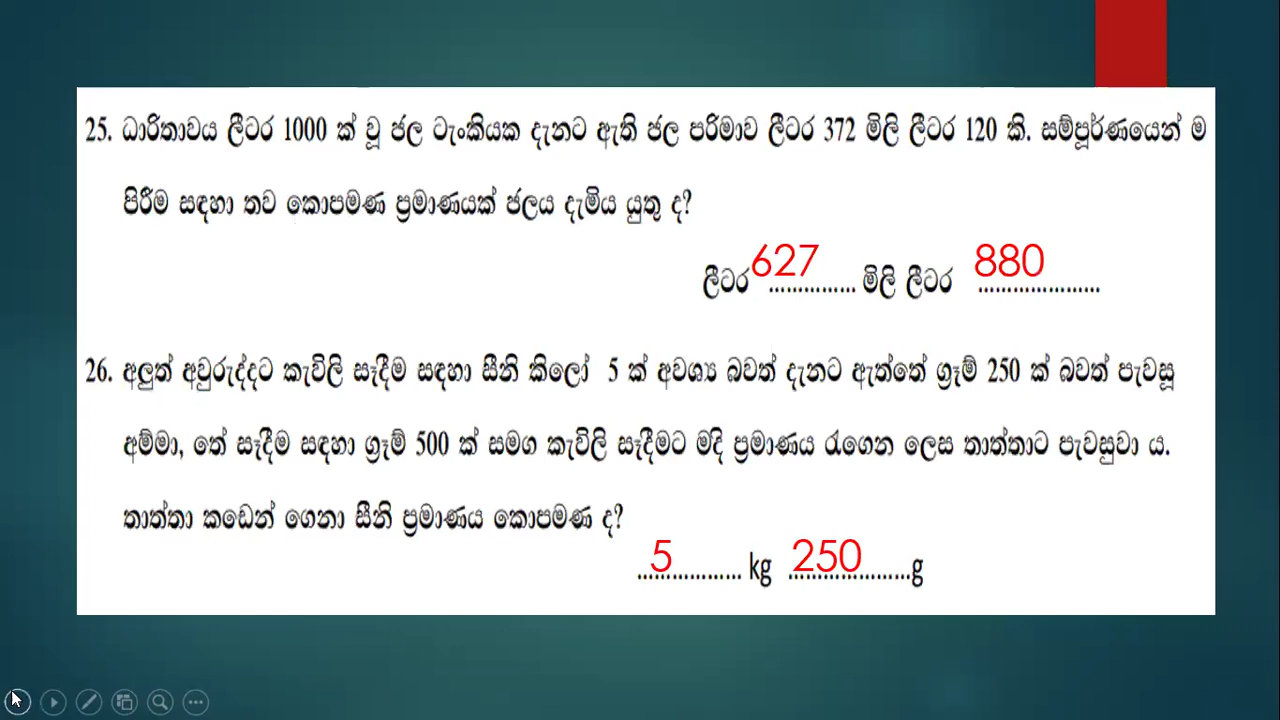 25. ධාරිතාවය ලීටර 1000 ක් වූ ජල ටැංකියක දැනට ඇති ජල පරිමාව ලීටර 372 මිලි ලීටර 120 කි. සම්පූර්ණයෙන් ම
පිරීම සඳහා තව කොපමණ ප්‍රමාණයක් ජලය දැමිය යුතු ද?
ලීටර 627 ............... මිලි ලීටර 880 .....................
26. අලුත් අවුරුද්දට කැවිලි සෑදීම සඳහා සීනි කිලෝ 5 ක් අවශ්‍ය බවත් දැනට ඇත්තේ ග්‍රෑම් 250 ක් බවත් පැවසූ
අම්මා, තේ සෑදීම සඳහා ග්‍රෑම් 500 ක් සමග කැවිලි සෑදීමට මදි ප්‍රමාණය රැගෙන ලෙස තාත්තාට පැවසුවා ය.
තාත්තා කඩෙන් ගෙනා සීනි ප්‍රමාණය කොපමණ ද?
5 .................. kg 250 .....................g